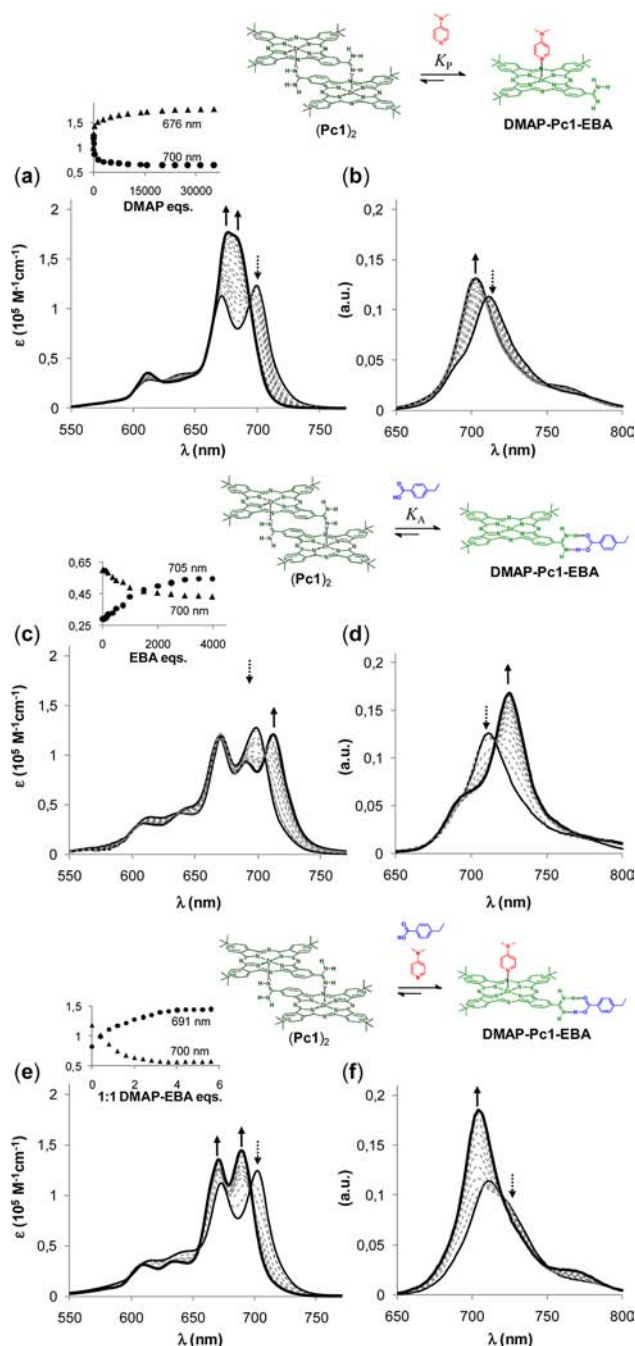 K_P
(Pc1)₂
DMAP-Pc1-EBA
1,5
1
0,5
676 nm
700 nm
0 15000 30000
DMAP eqs.
(a)
(b)
2
1,5
1
0,5
0
ε (10⁵ M⁻¹cm⁻¹)
550 600 650 700 750
λ (nm)
0,2
0,15
0,1
0,05
0
(a.u.)
650 700 750 800
λ (nm)
K_A
(Pc1)₂
DMAP-Pc1-EBA
0,65
0,45
0,25
705 nm
700 nm
0 2000 4000
EBA eqs.
(c)
(d)
2
1,5
1
0,5
0
ε (10⁵ M⁻¹cm⁻¹)
550 600 650 700 750
λ (nm)
0,2
0,15
0,1
0,05
0
(a.u.)
650 700 750 800
λ (nm)
(Pc1)₂
DMAP-Pc1-EBA
1,5
1
0,5
691 nm
700 nm
0 2 4 6
1:1 DMAP-EBA eqs.
(e)
(f)
2
1,5
1
0,5
0
ε (10⁵ M⁻¹cm⁻¹)
550 600 650 700 750
λ (nm)
0,2
0,15
0,1
0,05
0
(a.u.)
650 700 750 800
λ (nm)